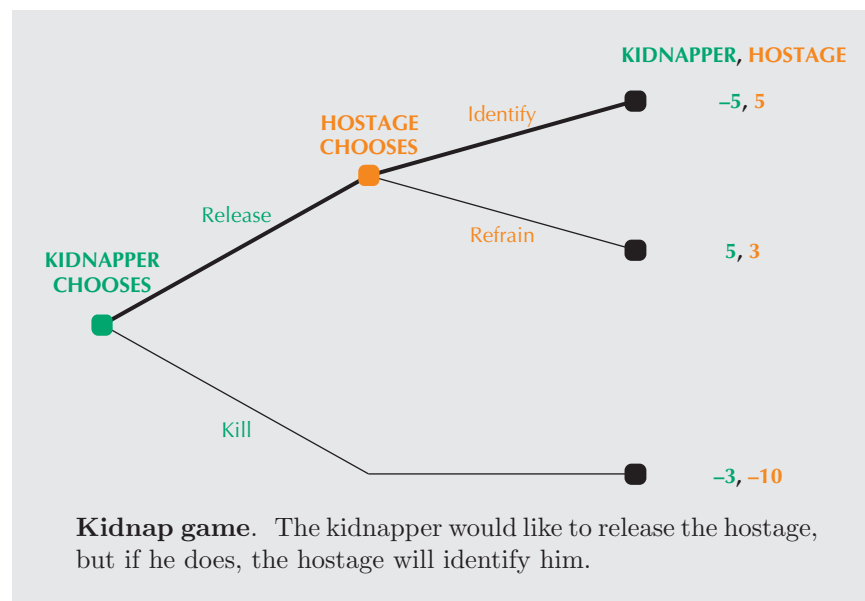 KIDNAPPER, HOSTAGE
–5, 5
Identify
HOSTAGE
CHOOSES
Release
Refrain
5, 3
KIDNAPPER
CHOOSES
Kill
–3, –10
Kidnap game. The kidnapper would like to release the hostage,
but if he does, the hostage will identify him.